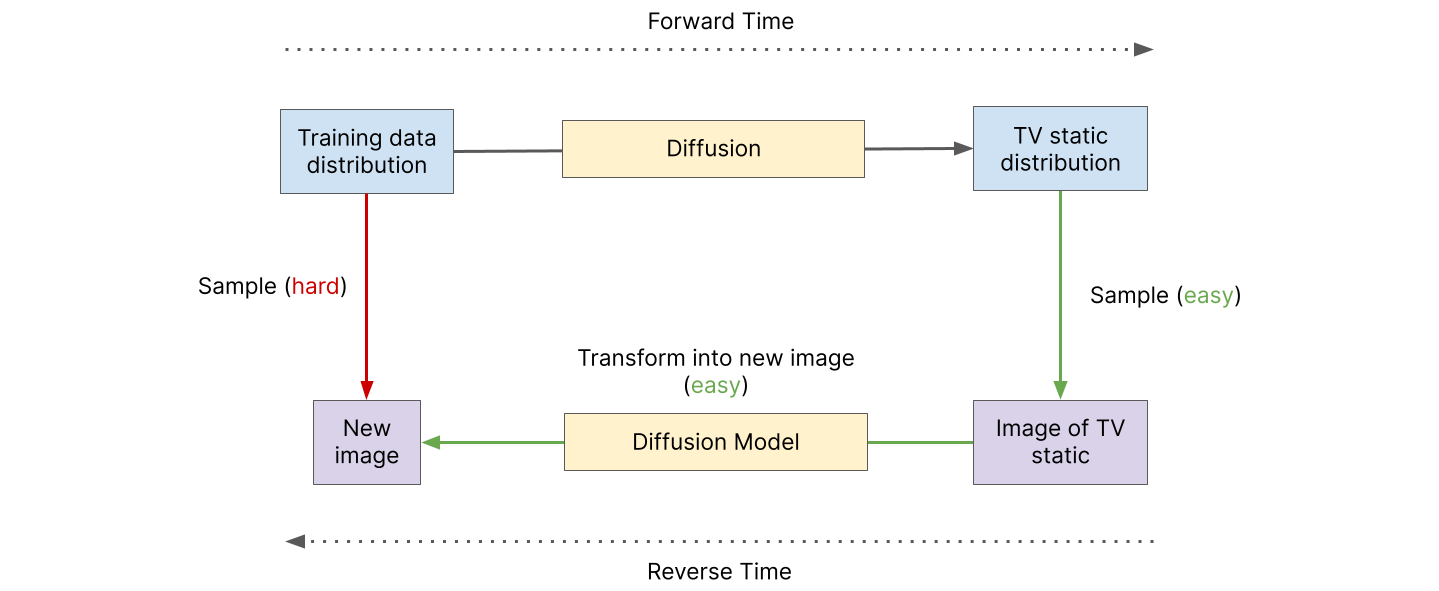 Forward Time
Training data
distribution
Diffusion
TV static
distribution
Sample (hard)
Sample (easy)
Transform into new image
(easy)
New
image
Diffusion Model
Image of TV
static
Reverse Time